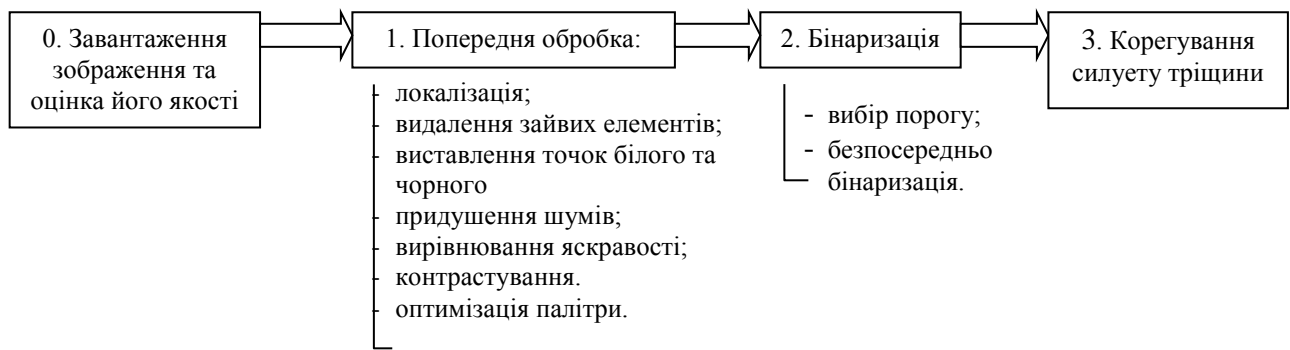 0. Завантаження
зображення та
оцінка його якості
1. Попередня обробка:
- локалізація;
- видалення зайвих елементів;
- виставлення точок білого та
чорного
- придушення шумів;
- вирівнювання яскравості;
- контрастування.
- оптимізація палітри.
2. Бінаризація
- вибір порогу;
- безпосередньо
бінаризація.
3. Корегування
силуету тріщини